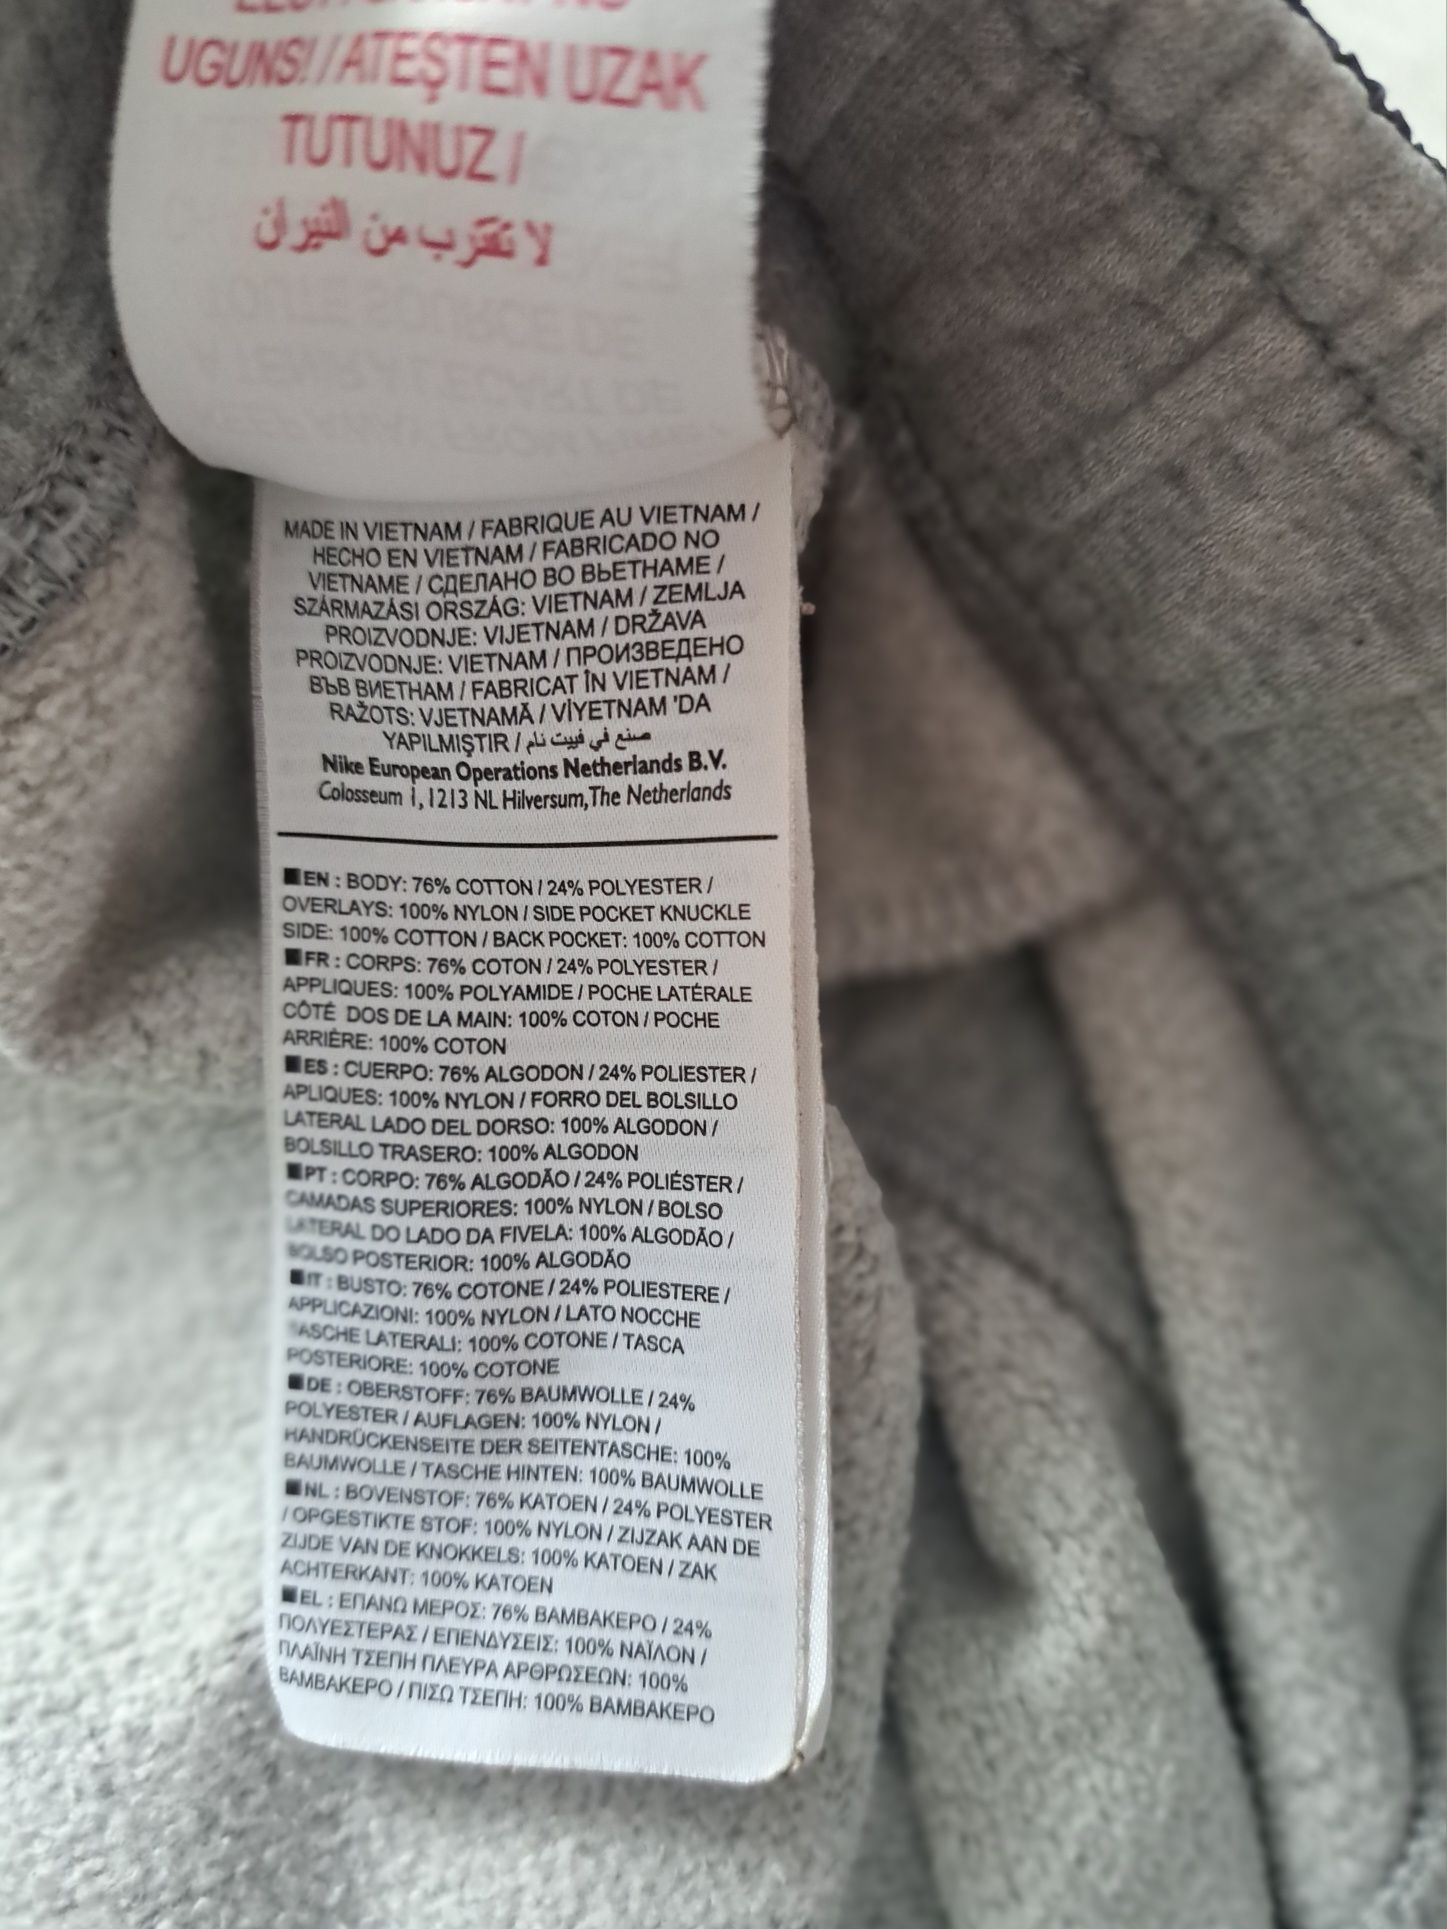 UGUNS! / ATEŞTEN UZAK
TUTUNUZ /
لا تقترب من النيران
MADE IN VIETNAM / FABRIQUE AU VIETNAM /
HECHO EN VIETNAM / FABRICADO NO
VIETNAME / СДЕЛАНО ВО ВЬЕТНАМЕ /
SZÁRMAZÁSI ORSZÁG: VIETNAM / ZEMLJA
PROIZVODNJE: VIJETNAM / DRŽAVA
PROIZVODNJE: VIETNAM / ПРОИЗВЕДЕНО
ВЪВ ВИЕТНАМ / FABRICAT ÎN VIETNAM /
RAŽOTS: VJETNAMĀ / VİYETNAM 'DA
YAPILMIŞTIR / صنع في فييت نام
Nike European Operations Netherlands B.V.
Colosseum 1, 1213 NL Hilversum, The Netherlands
■EN : BODY: 76% COTTON / 24% POLYESTER /
OVERLAYS: 100% NYLON / SIDE POCKET KNUCKLE
SIDE: 100% COTTON / BACK POCKET: 100% COTTON
■FR : CORPS: 76% COTON / 24% POLYESTER /
APPLIQUES: 100% POLYAMIDE / POCHE LATÉRALE
CÔTÉ DOS DE LA MAIN: 100% COTON / POCHE
ARRIÈRE: 100% COTON
■ES : CUERPO: 76% ALGODON / 24% POLIESTER /
APLIQUES: 100% NYLON / FORRO DEL BOLSILLO
LATERAL LADO DEL DORSO: 100% ALGODON /
BOLSILLO TRASERO: 100% ALGODON
■PT : CORPO: 76% ALGODÃO / 24% POLIÉSTER /
CAMADAS SUPERIORES: 100% NYLON / BOLSO
LATERAL DO LADO DA FIVELA: 100% ALGODÃO /
BOLSO POSTERIOR: 100% ALGODÃO
■IT : BUSTO: 76% COTONE / 24% POLIESTERE /
APPLICAZIONI: 100% NYLON / LATO NOCCHE
TASCHE LATERALI: 100% COTONE / TASCA
POSTERIORE: 100% COTONE
■DE : OBERSTOFF: 76% BAUMWOLLE / 24%
POLYESTER / AUFLAGEN: 100% NYLON /
HANDRÜCKENSEITE DER SEITENTASCHE: 100%
BAUMWOLLE / TASCHE HINTEN: 100% BAUMWOLLE
■NL : BOVENSTOF: 76% KATOEN / 24% POLYESTER
/ OPGESTIKTE STOF: 100% NYLON / ZIJZAK AAN DE
ZIJDE VAN DE KNOKKELS: 100% KATOEN / ZAK
ACHTERKANT: 100% KATOEN
■EL : ΕΠΑΝΩ ΜΕΡΟΣ: 76% ΒΑΜΒΑΚΕΡΟ / 24%
ΠΟΛΥΕΣΤΕΡΑΣ / ΕΠΕΝΔΥΣΕΙΣ: 100% ΝΑΪΛΟΝ /
ΠΛΑΪΝΗ ΤΣΕΠΗ ΠΛΕΥΡΑ ΑΡΘΡΩΣΕΩΝ: 100%
ΒΑΜΒΑΚΕΡΟ / ΠΙΣΩ ΤΣΕΠΗ: 100% ΒΑΜΒΑΚΕΡΟ